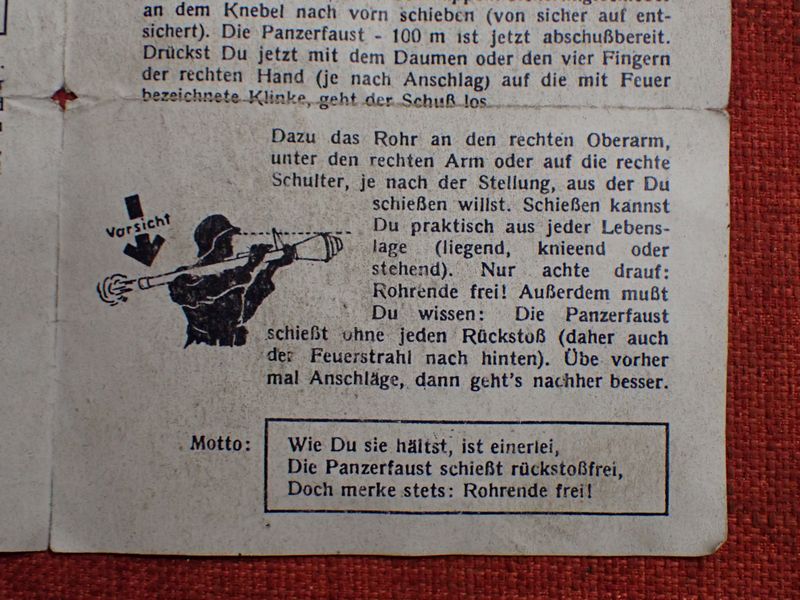 an dem Knebel nach vorn schieben (von sicher auf ent-
sichert). Die Panzerfaust - 100 m ist jetzt abschußbereit.
Drückst Du jetzt mit dem Daumen oder den vier Fingern
der rechten Hand (je nach Anschlag) auf die mit Feuer
bezeichnete Klinke, geht der Schuß los
Dazu das Rohr an den rechten Oberarm,
unter den rechten Arm oder auf die rechte
Schulter, je nach der Stellung, aus der Du
schießen willst. Schießen kannst
Du praktisch aus jeder Lebens-
lage (liegend, knieend oder
stehend). Nur achte drauf:
Rohrende frei! Außerdem mußt
Du wissen: Die Panzerfaust
schießt ohne jeden Rückstoß (daher auch
der Feuerstrahl nach hinten). Übe vorher
mal Anschläge, dann geht's nachher besser.
Vorsicht
Motto:
Wie Du sie hältst, ist einerlei,
Die Panzerfaust schießt rückstoßfrei,
Doch merke stets: Rohrende frei!